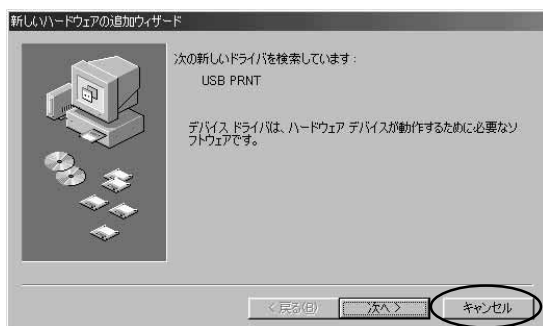 新しいハードウェアの追加ウィザード
次の新しいドライバを検索しています:
USB PRNT
デバイス ドライバは、ハードウェア デバイスが動作するために必要なソ
フトウェアです。
< 戻る(B)
次へ >
キャンセル